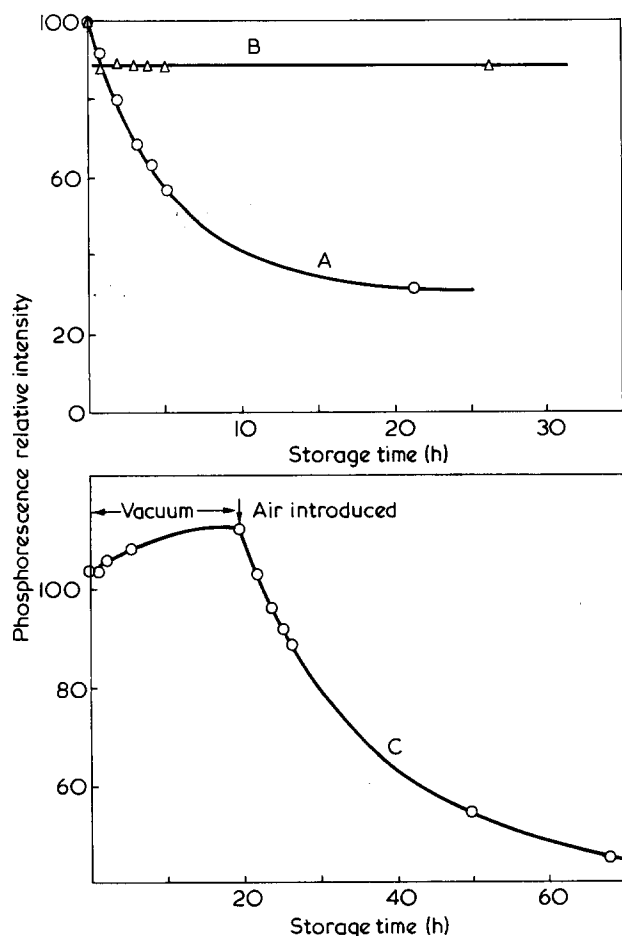 100
B
60
A
20
0
10 20 30
Storage time (h)
Phosphorescence relative intensity
Vacuum Air introduced
100
80
C
60
20 40 60
Storage time (h)